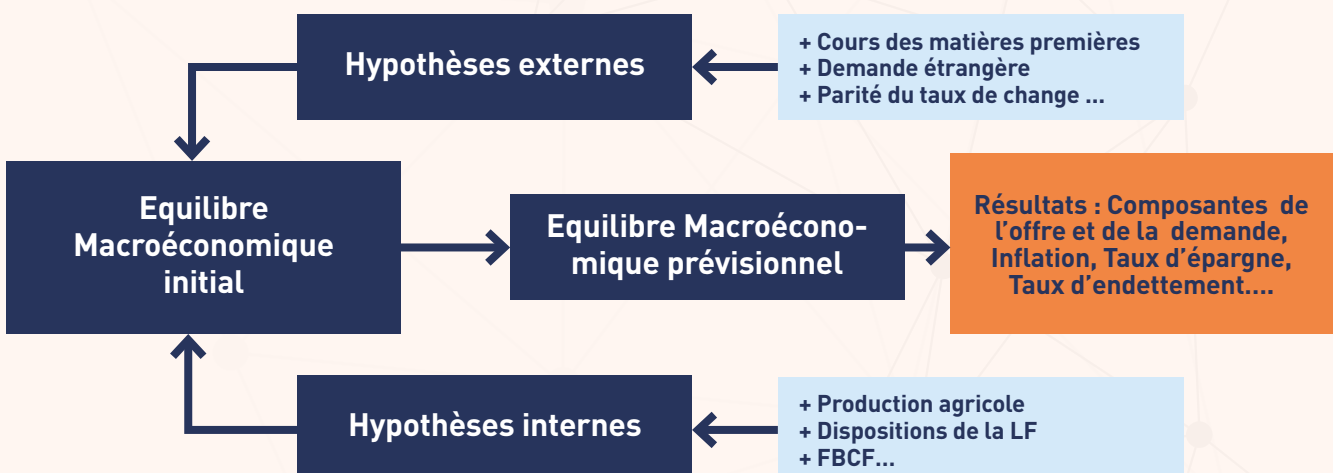 Hypothèses externes
+ Cours des matières premières
+ Demande étrangère
+ Parité du taux de change ...
Equilibre
Macroéconomique
initial
Equilibre Macroécono-
mique prévisionnel
Résultats : Composantes de
l’offre et de la demande,
Inflation, Taux d’épargne,
Taux d’endettement....
Hypothèses internes
+ Production agricole
+ Dispositions de la LF
+ FBCF...